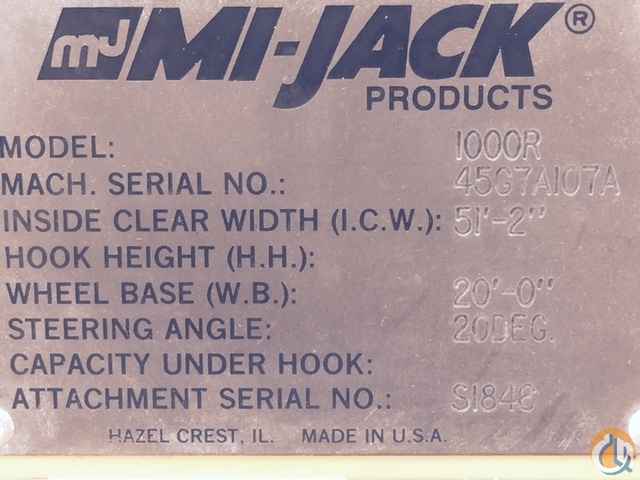 mj MI-JACK®
PRODUCTS
MODEL: 1000R
MACH. SERIAL NO.: 45G7A107A
INSIDE CLEAR WIDTH (I.C.W.): 51'-2"
HOOK HEIGHT (H.H.):
WHEEL BASE (W.B.): 20'-0"
STEERING ANGLE: 20DEG.
CAPACITY UNDER HOOK:
ATTACHMENT SERIAL NO.:
HAZEL CREST, IL. MADE IN U.S.A.